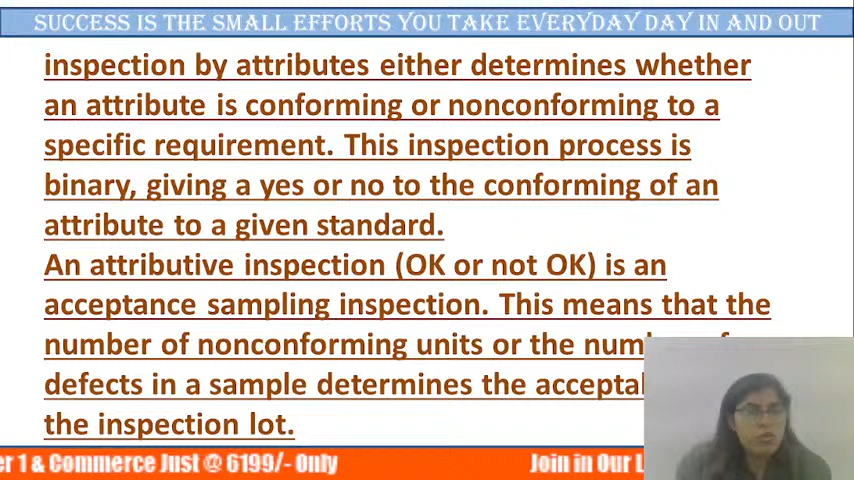 SUCCESS IS THE SMALL EFFORTS YOU TAKE EVERYDAY DAY IN AND OUT
inspection by attributes either determines whether
an attribute is conforming or nonconforming to a
specific requirement. This inspection process is
binary, giving a yes or no to the conforming of an
attribute to a given standard.
An attributive inspection (OK or not OK) is an
acceptance sampling inspection. This means that the
number of nonconforming units or the
defects in a sample determines the
the inspection lot.
1 & Commerce Just @ 6199/- Only Join in Our